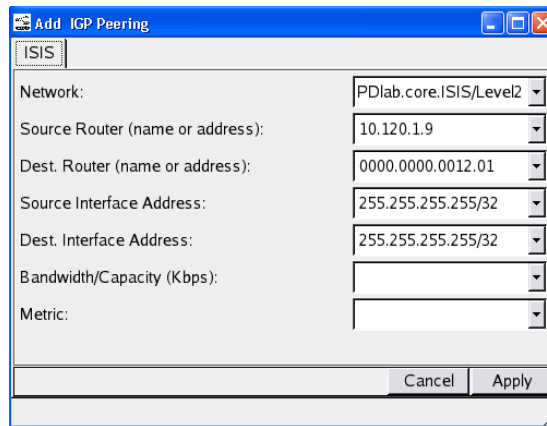 Add IGP Peering
ISIS
Network: PDlab.core.ISIS/Level2
Source Router (name or address): 10.120.1.9
Dest. Router (name or address): 0000.0000.0012.01
Source Interface Address: 255.255.255.255/32
Dest. Interface Address: 255.255.255.255/32
Bandwidth/Capacity (Kbps):
Metric:
Cancel Apply